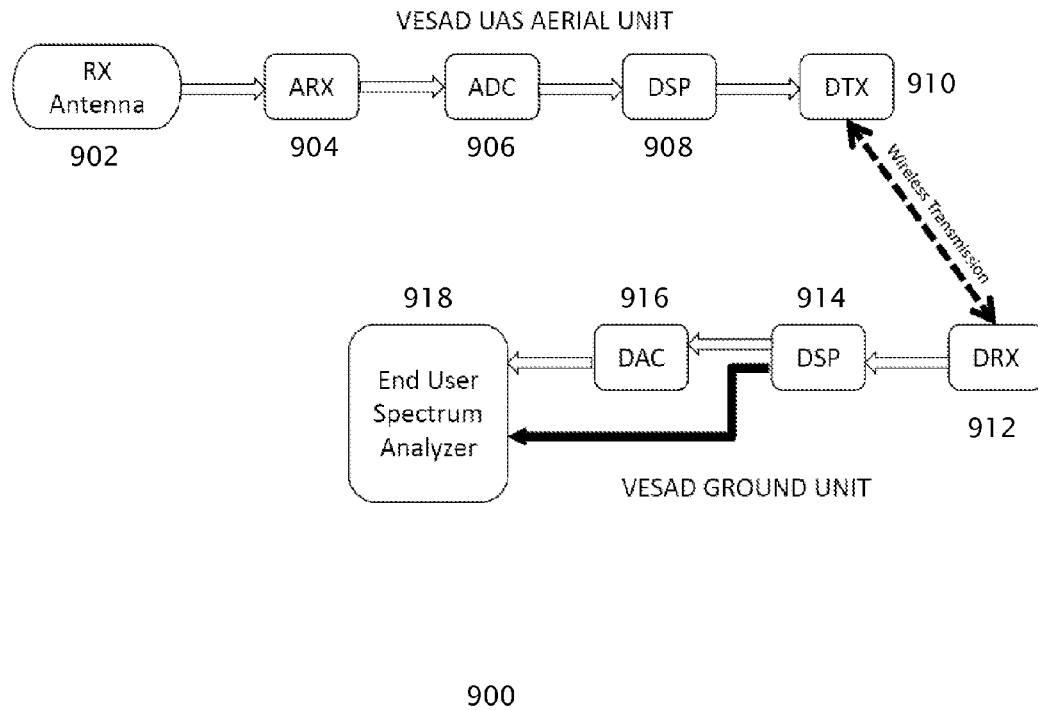 VESAD UAS AERIAL UNIT
RX
Antenna
ARX
ADC
DSP
DTX
910
902
904
906
908
Wireless Transmission
918
916
914
End User
Spectrum
Analyzer
DAC
DSP
DRX
912
VESAD GROUND UNIT
900